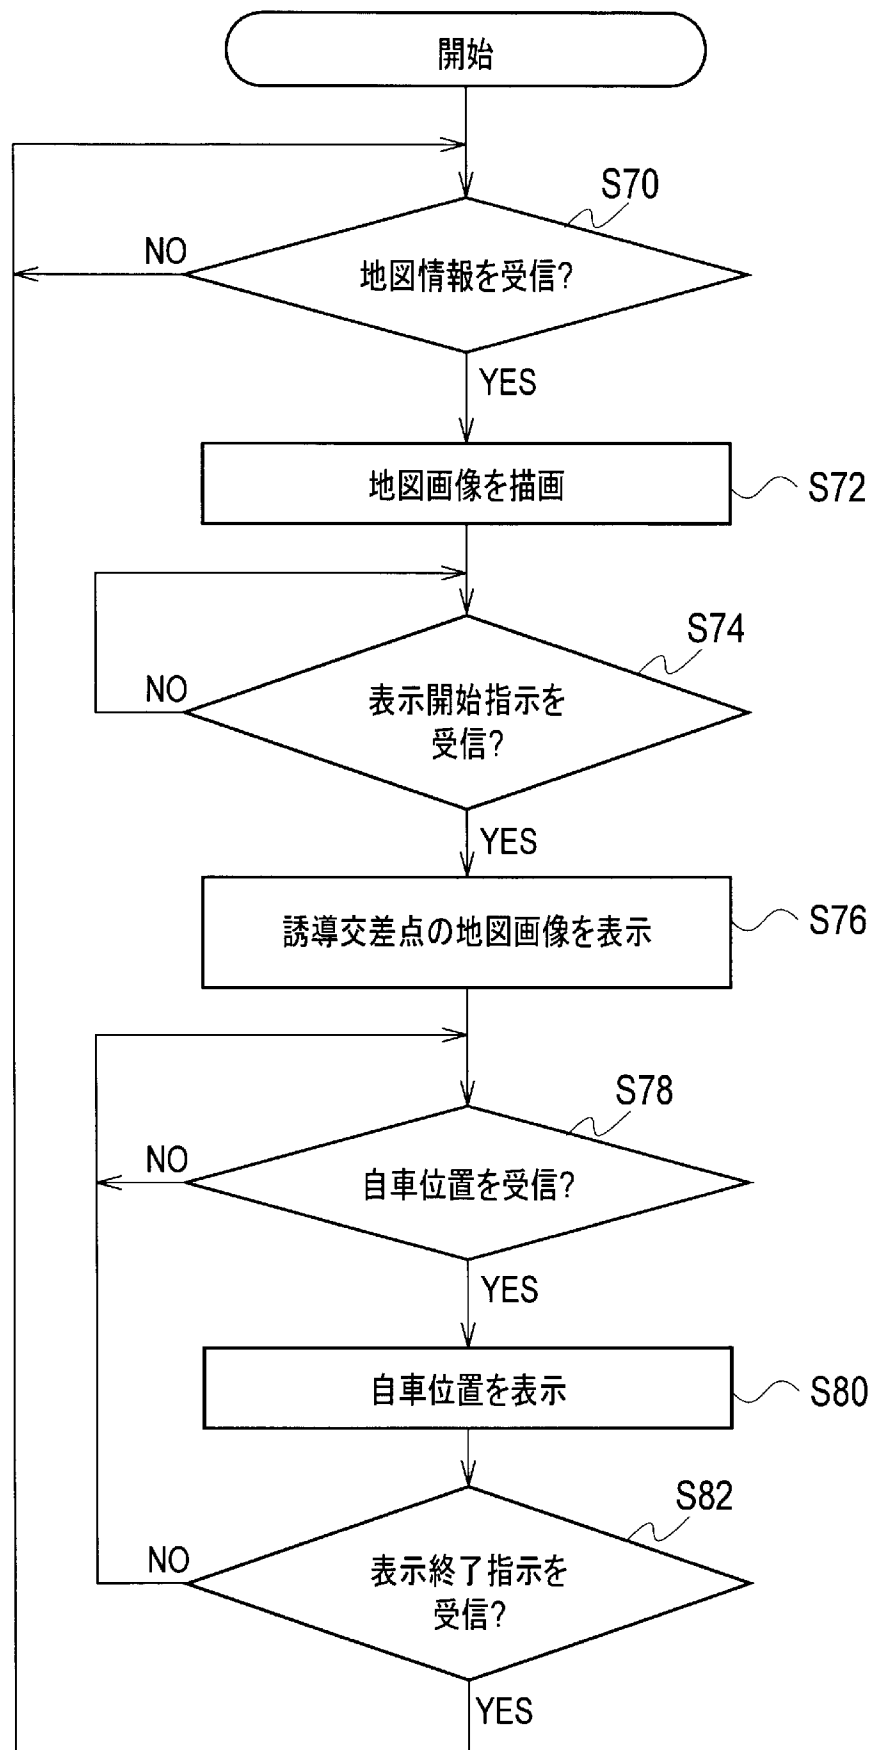 開始
S70
NO
地図情報を受信?
YES
地図画像を描画
S72
S74
NO
表示開始指示を
受信?
YES
誘導交差点の地図画像を表示
S76
S78
NO
自車位置を受信?
YES
自車位置を表示
S80
S82
NO
表示終了指示を
受信?
YES